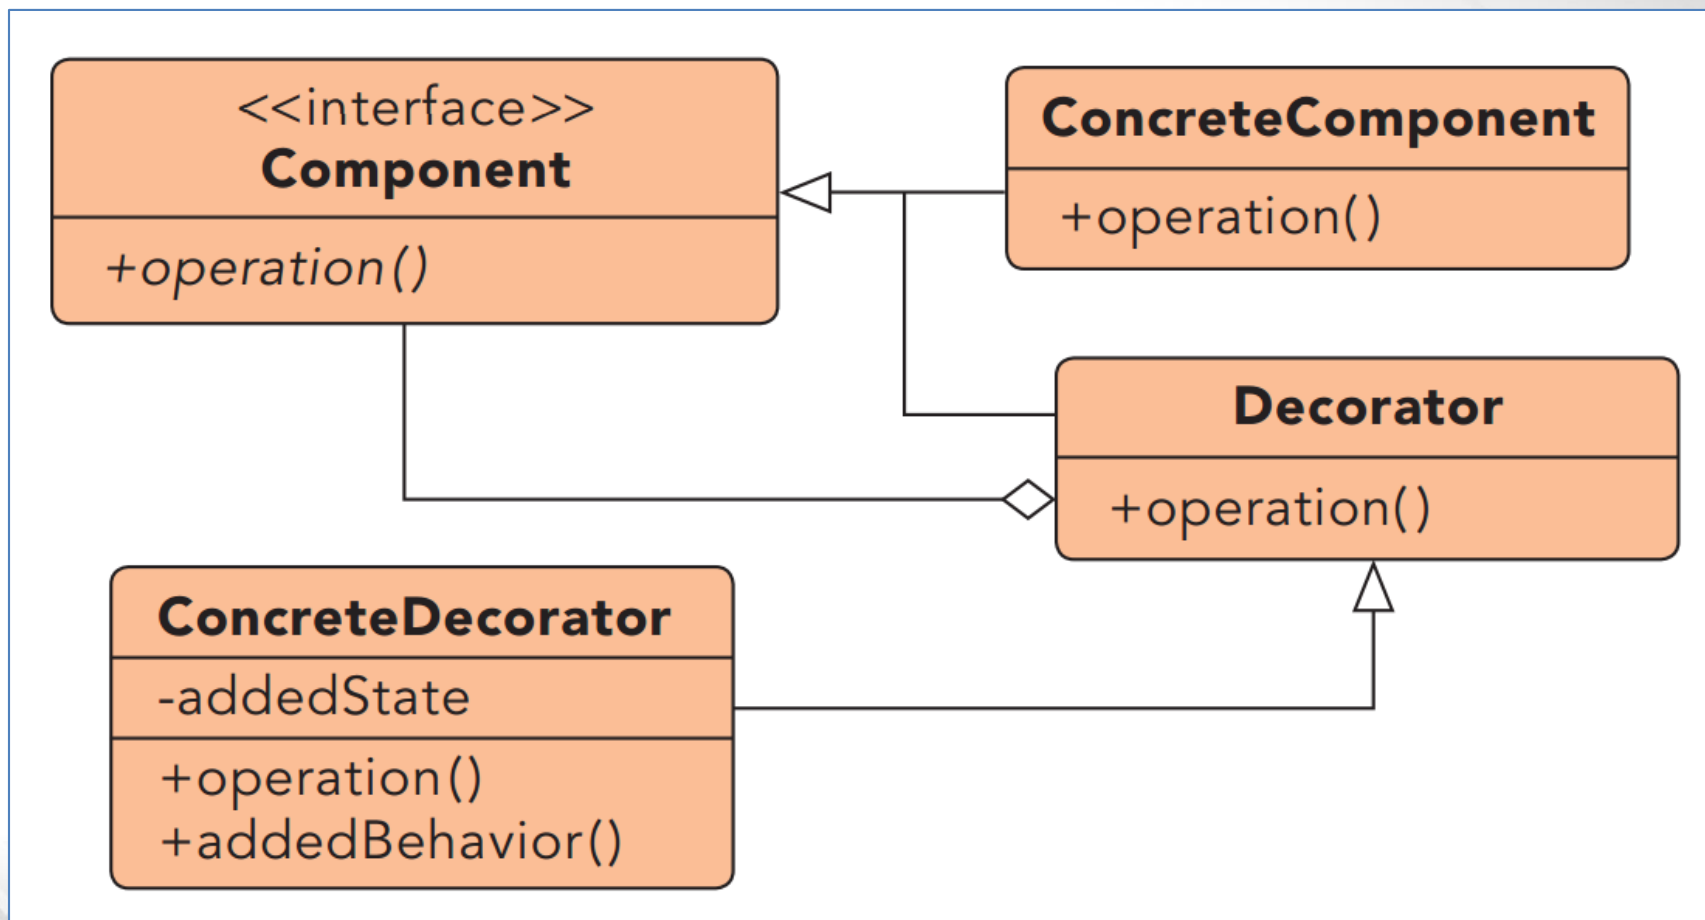 <<interface>>
Component
+operation()
ConcreteComponent
+operation()
Decorator
+operation()
ConcreteDecorator
-addedState
+operation()
+addedBehavior()